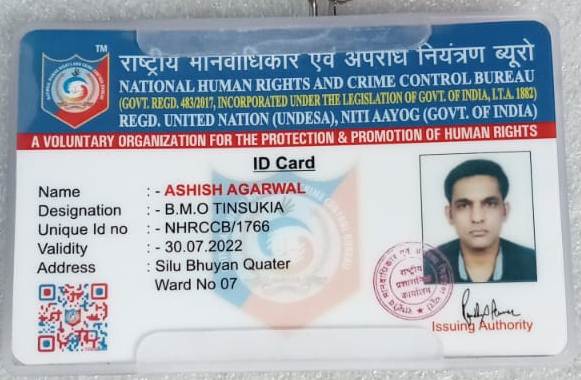 TM
राष्ट्रीय मानवाधिकार एवं अपराध नियंत्रण ब्यूरो
NATIONAL HUMAN RIGHTS AND CRIME CONTROL BUREAU
(GOVT. REGD. 483/2017, INCORPORATED UNDER THE LEGISLATION OF GOVT. OF INDIA, I.T.A. 1882)
REGD. UNITED NATION (UNDESA), NITI AAYOG (GOVT. OF INDIA)
A VOLUNTARY ORGANIZATION FOR THE PROTECTION & PROMOTION OF HUMAN RIGHTS
ID Card
Name : - ASHISH AGARWAL
Designation : - B.M.O TINSUKIA
Unique Id no : - NHRCCB/1766
Validity : - 30.07.2022
Address : Silu Bhuyan Quater
Ward No 07
राष्ट्रीय
प्रशासनिक
कार्यालय
Issuing Authority